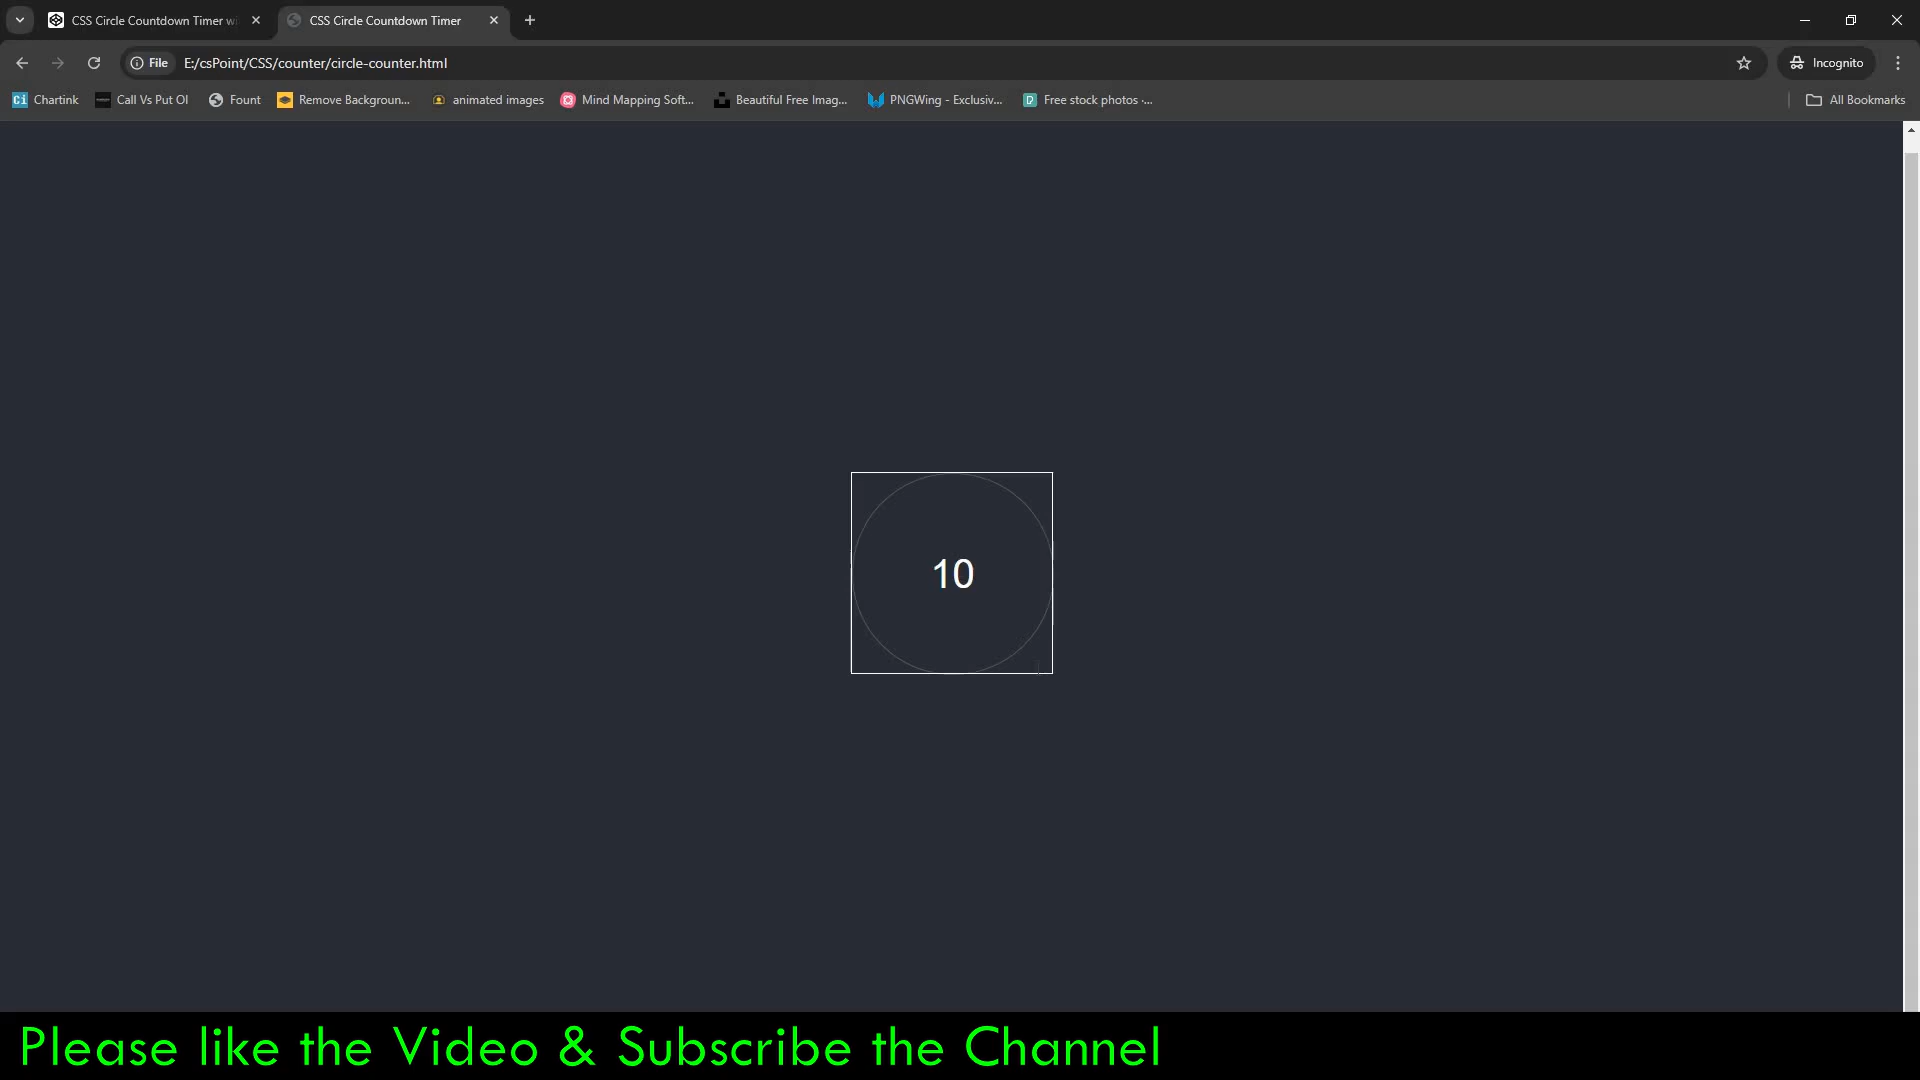 CSS Circle Countdown Timer wi
CSS Circle Countdown Timer
File
E:/csPoint/CSS/counter/circle-counter.html
Incognito
Ci Chartink
Call Vs Put OI
Fount
Remove Backgroun...
animated images
Mind Mapping Soft...
Beautiful Free Imag...
PNGWing - Exclusiv...
Free stock photos ·...
All Bookmarks
10
Please like the Video & Subscribe the Channel